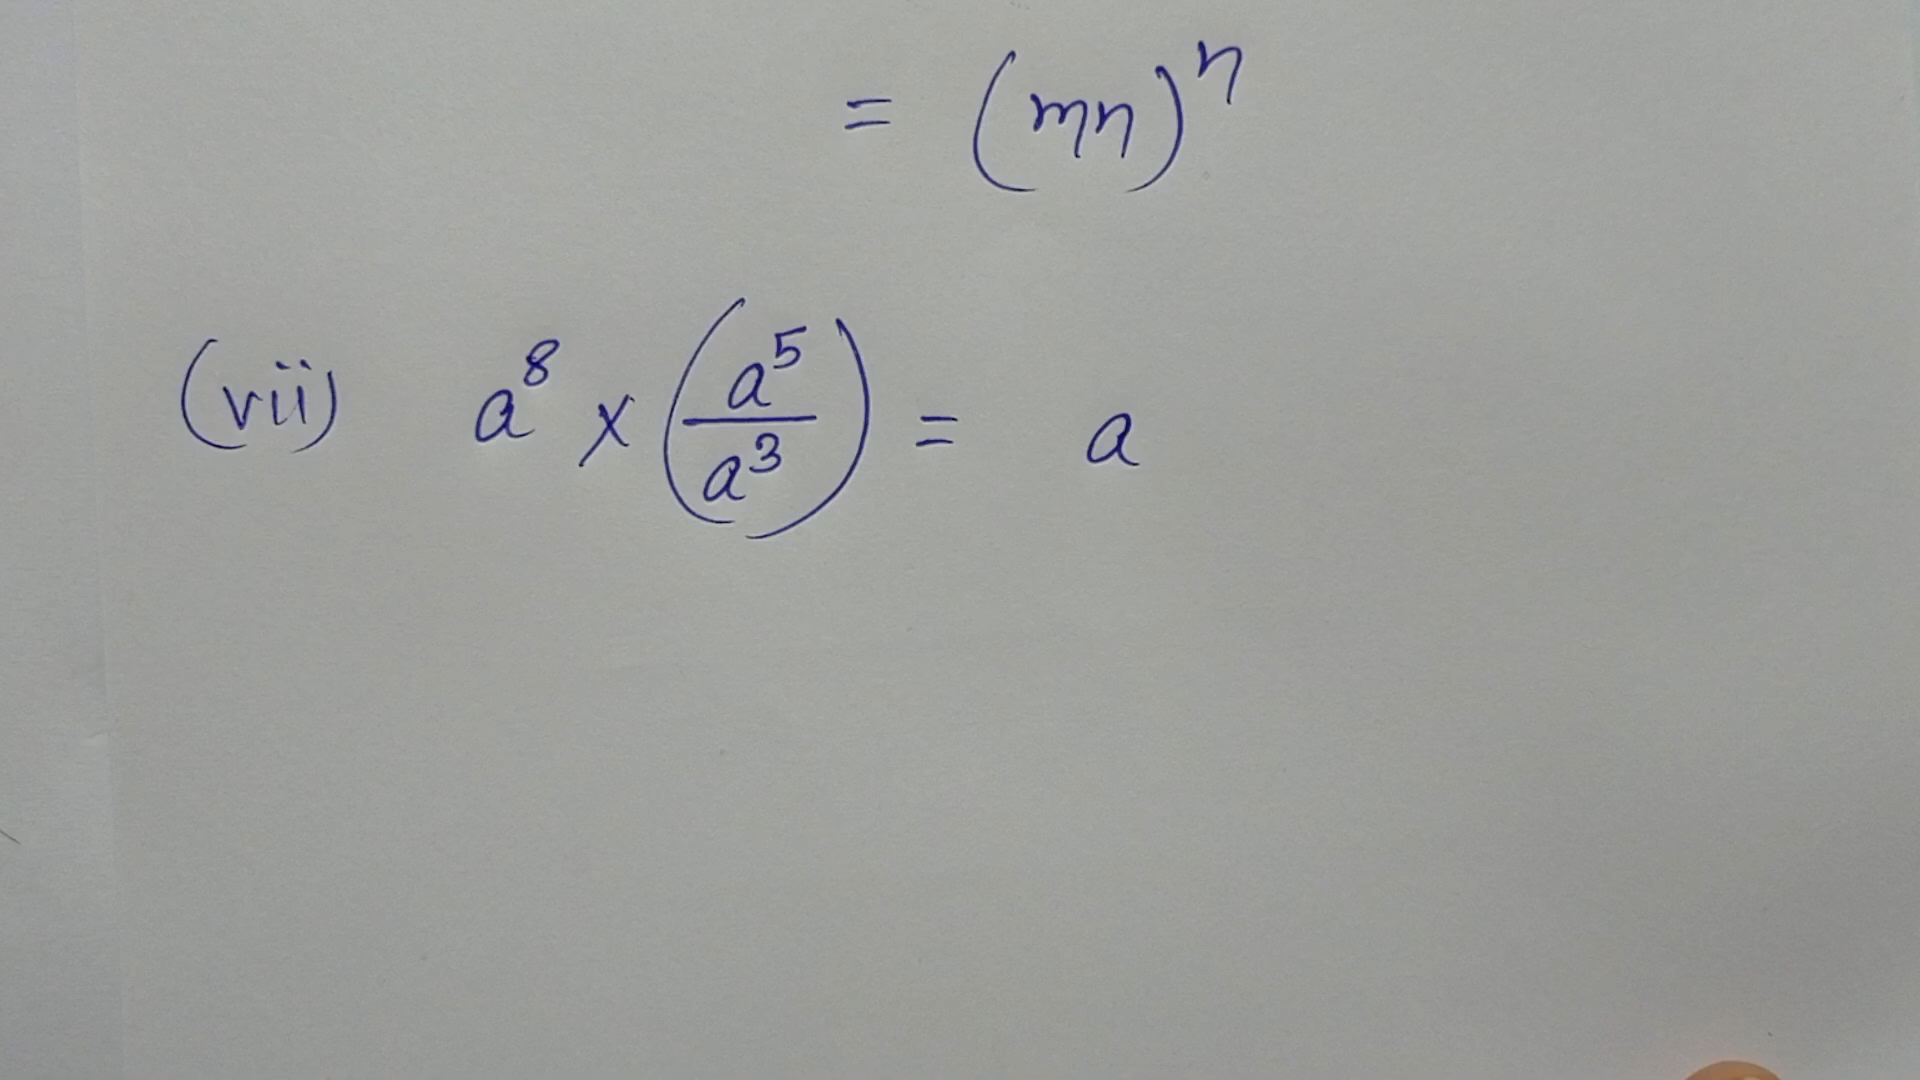 = (mn)^n
(vii) a^8 × (a^5/a^3) = a